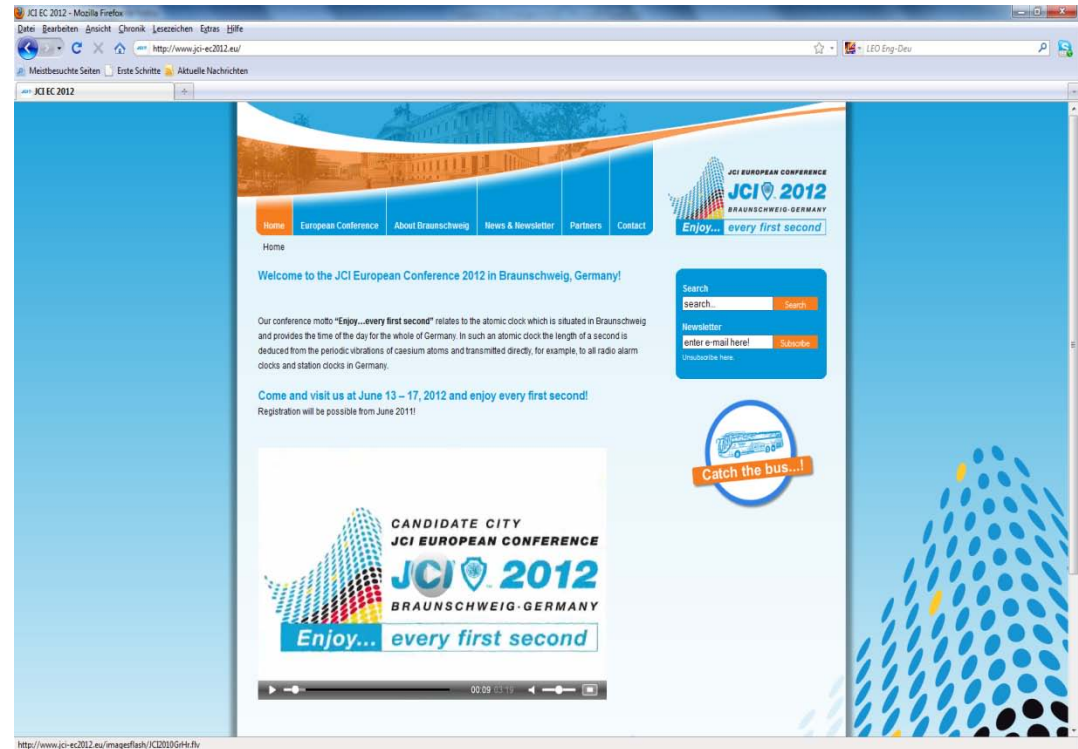 JCI EC 2012 - Mozilla Firefox
Datei Bearbeiten Ansicht Chronik Lesezeichen Extras Hilfe
http://www.jci-ec2012.eu/
LEO Eng-Deu
Meistbesuchte Seiten Erste Schritte Aktuelle Nachrichten
JCI EC 2012
JCI EUROPEAN CONFERENCE
JCI 2012
BRAUNSCHWEIG-GERMANY
Enjoy... every first second
Home European Conference About Braunschweig News & Newsletter Partners Contact
Home
Welcome to the JCI European Conference 2012 in Braunschweig, Germany!
Our conference motto “Enjoy...every first second” relates to the atomic clock which is situated in Braunschweig
and provides the time of the day for the whole of Germany. In such an atomic clock the length of a second is
deduced from the periodic vibrations of caesium atoms and transmitted directly, for example, to all radio alarm
clocks and station clocks in Germany.
Come and visit us at June 13 – 17, 2012 and enjoy every first second!
Registration will be possible from June 2011!
Search
search... Search
Newsletter
enter e-mail here! Subscribe
Unsubscribe here.
Catch the bus...!
CANDIDATE CITY
JCI EUROPEAN CONFERENCE
JCI 2012
BRAUNSCHWEIG-GERMANY
Enjoy... every first second
00:09 03:19
http://www.jci-ec2012.eu/imagesflash/JCI2010GrHr.flv